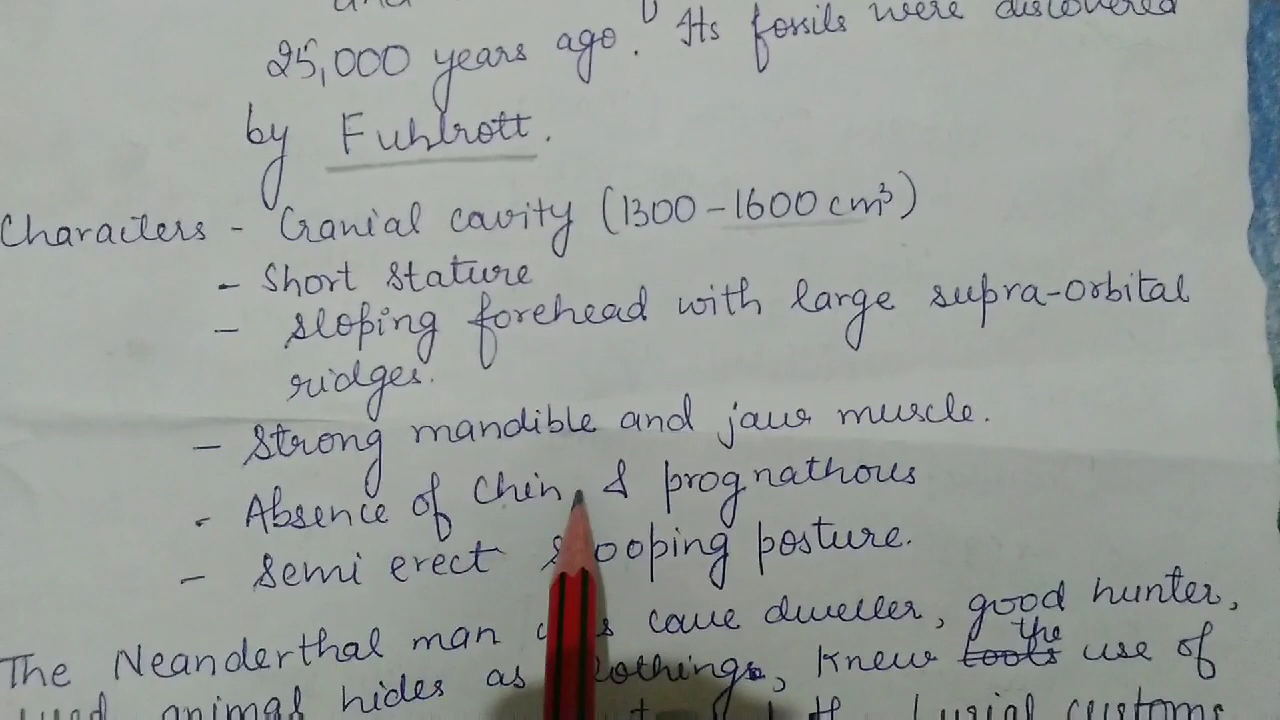 25,000 years ago. Its fossils were discovered
by Fuhlrott.
Characters - Cranial cavity (1300-1600 cm³)
- Short stature
- sloping forehead with large supra-orbital
ridges.
- Strong mandible and jaw muscle.
- Absence of chin & prognathous
- Semi erect posture.
The Neanderthal man cave dweller, good hunter,
animal hides as knew the use of
customs